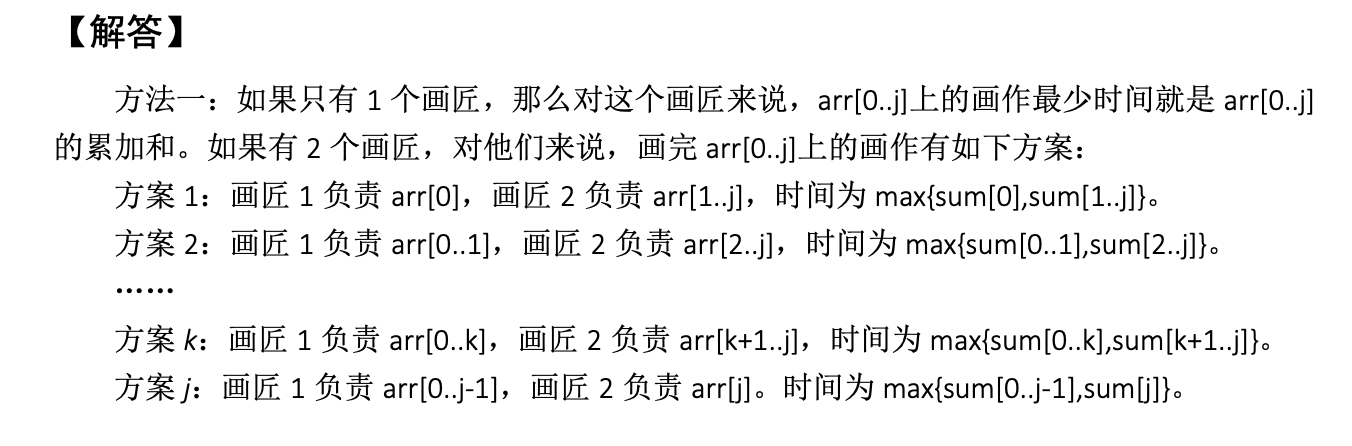 【解答】
方法一：如果只有 1 个画匠，那么对这个画匠来说，arr[0..j]上的画作最少时间就是 arr[0..j]
的累加和。如果有 2 个画匠，对他们来说，画完 arr[0..j]上的画作有如下方案：
方案 1：画匠 1 负责 arr[0]，画匠 2 负责 arr[1..j]，时间为 max{sum[0],sum[1..j]}。
方案 2：画匠 1 负责 arr[0..1]，画匠 2 负责 arr[2..j]，时间为 max{sum[0..1],sum[2..j]}。
……
方案 k：画匠 1 负责 arr[0..k]，画匠 2 负责 arr[k+1..j]，时间为 max{sum[0..k],sum[k+1..j]}。
方案 j：画匠 1 负责 arr[0..j-1]，画匠 2 负责 arr[j]。时间为 max{sum[0..j-1],sum[j]}。